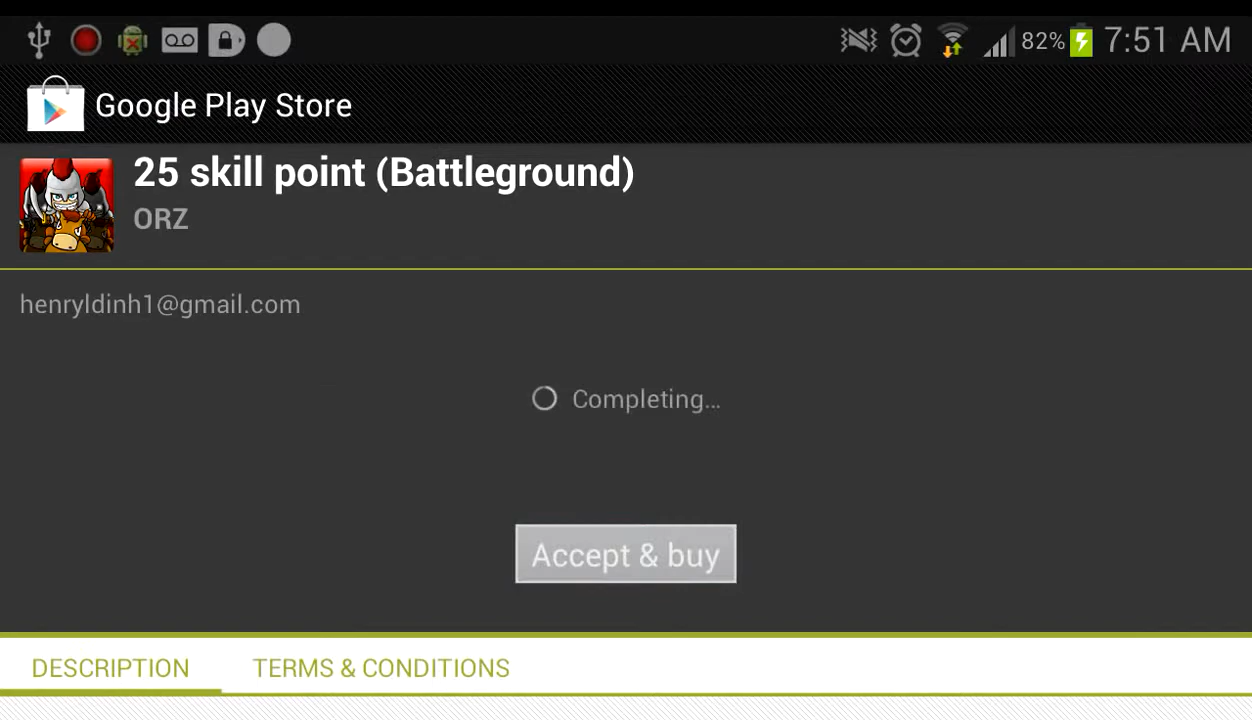 82% 7:51 AM
Google Play Store
25 skill point (Battleground)
ORZ
henryldinh1@gmail.com
Completing...
Accept & buy
DESCRIPTION TERMS & CONDITIONS